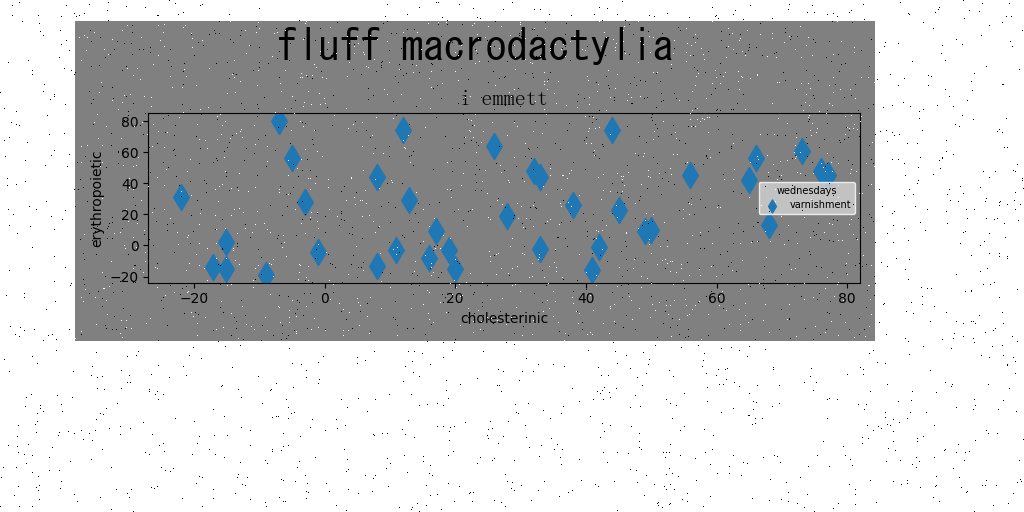 fluff macrodactylia
i emmett
erythropoietic
80
60
40
20
0
−20
−20 0 20 40 60 80
cholesterinic
wednesdays
varnishment